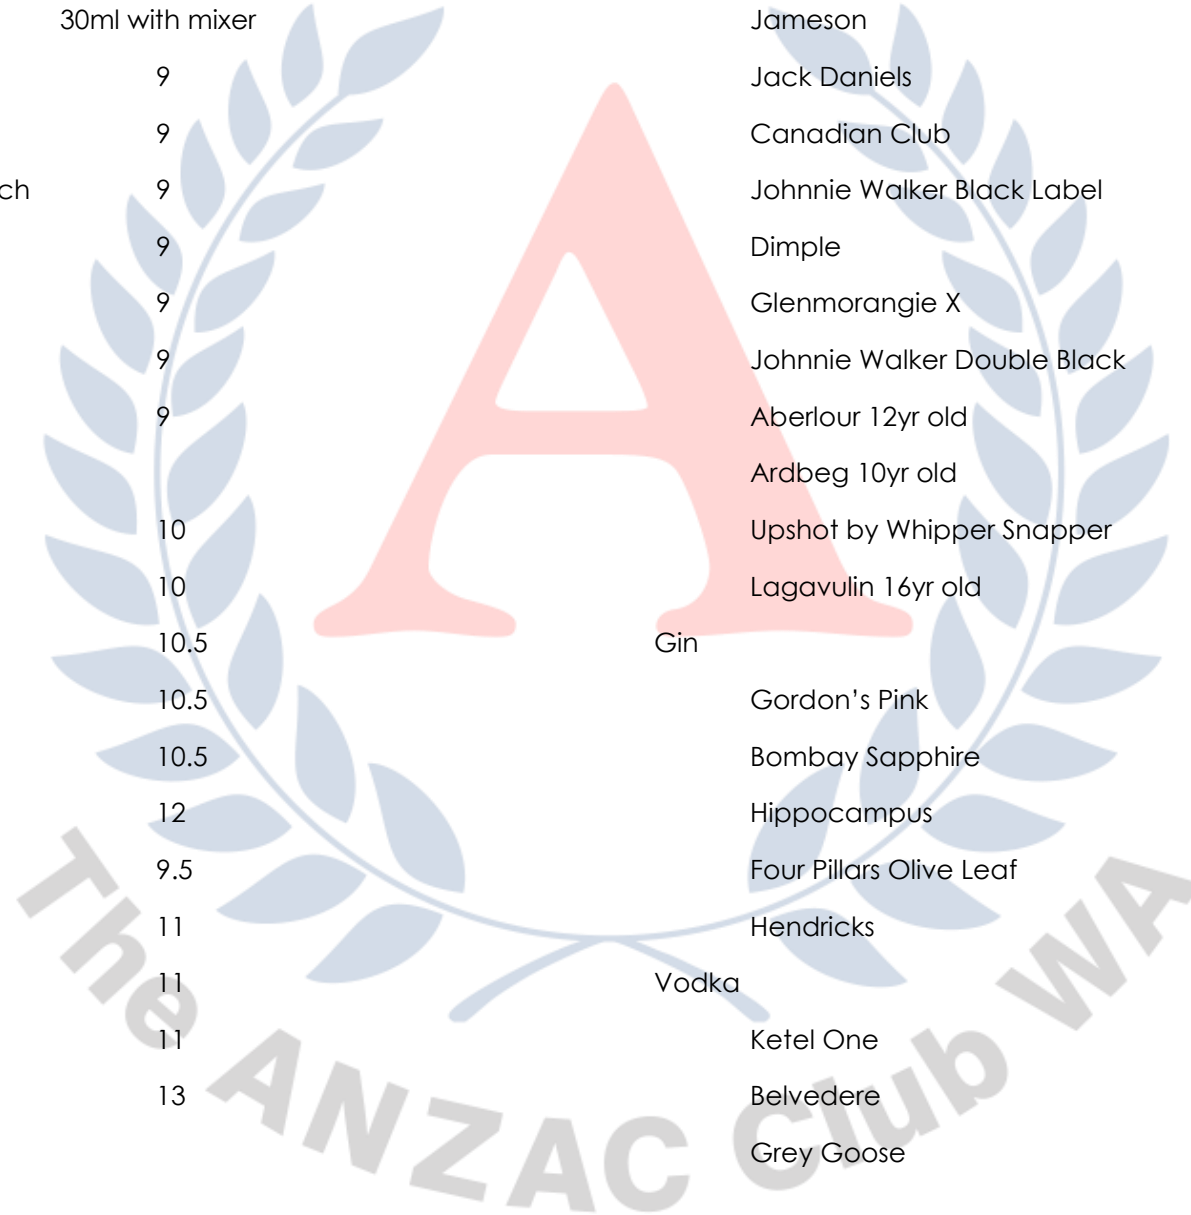 30ml with mixer Jameson
9 Jack Daniels
9 Canadian Club
ch 9 Johnnie Walker Black Label
9 Dimple
9 Glenmorangie X
9 Johnnie Walker Double Black
9 Aberlour 12yr old
Ardbeg 10yr old
10 Upshot by Whipper Snapper
10 Lagavulin 16yr old
10.5 Gin
10.5 Gordon’s Pink
10.5 Bombay Sapphire
12 Hippocampus
9.5 Four Pillars Olive Leaf
11 Hendricks
11 Vodka
11 Ketel One
13 Belvedere
Grey Goose
A
The ANZAC Club WA